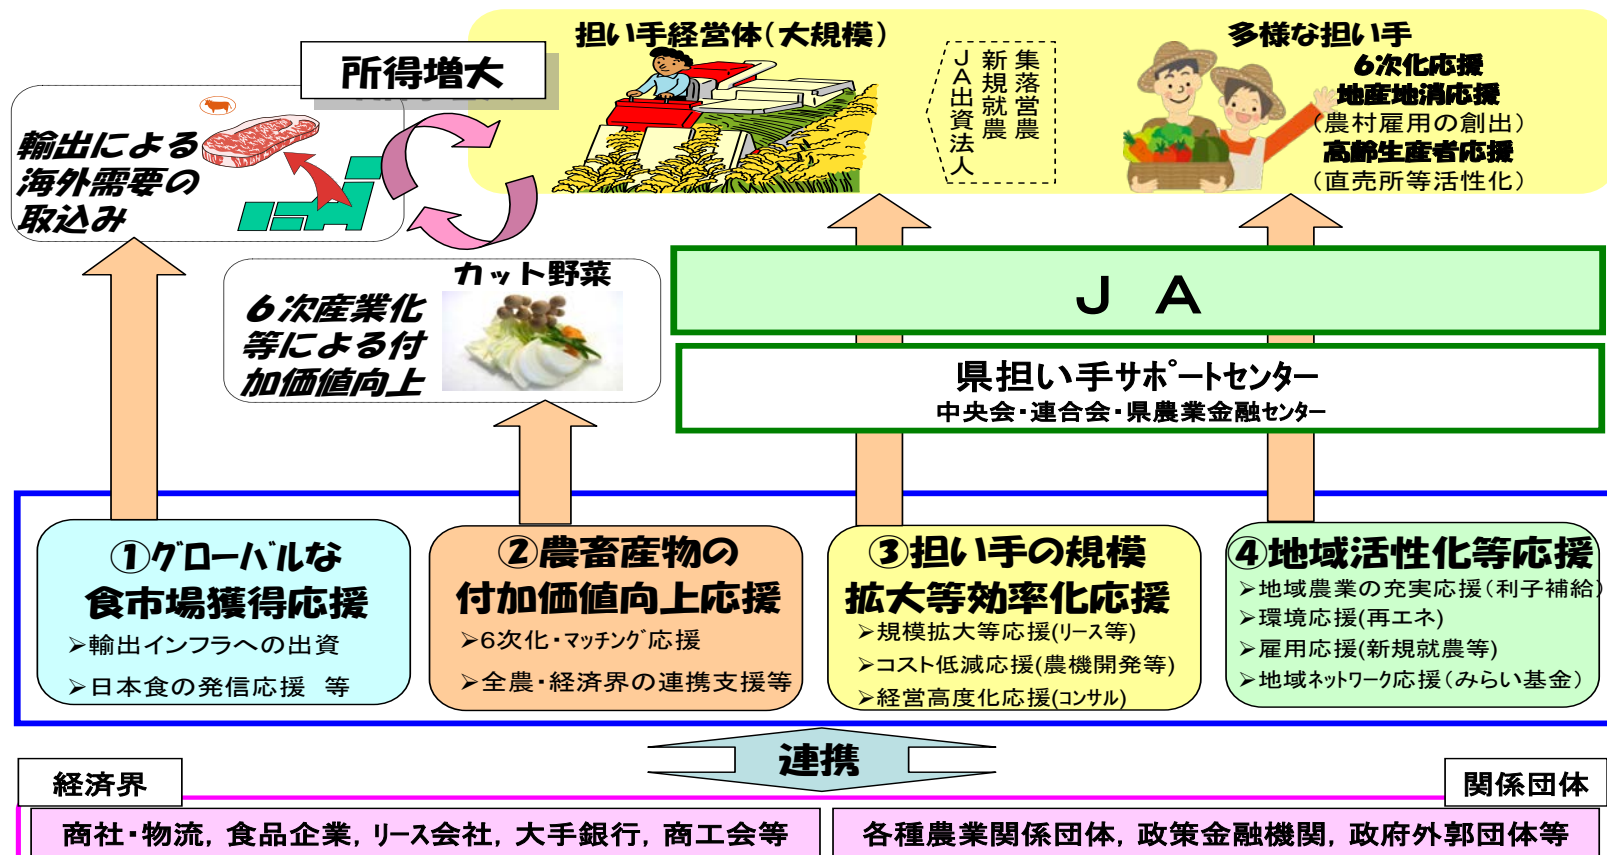 担い手経営体（大規模）
多様な担い手
所得増大
6次化応援
地産地消応援
（農村雇用の創出）
高齢生産者応援
（直売所等活性化）
集落営農
新規就農
ＪＡ出資法人
輸出による
海外需要の
取込み
カット野菜
６次産業化
等による付
加価値向上
ＪＡ
県担い手サポートセンター
中央会・連合会・県農業金融センター
①グローバルな
食市場獲得応援
➢輸出インフラへの出資
➢日本食の発信応援　等
②農畜産物の
付加価値向上応援
➢6次化・マッチング応援
➢全農・経済界の連携支援等
③担い手の規模
拡大等効率化応援
➢規模拡大等応援(リース等)
➢コスト低減応援(農機開発等)
➢経営高度化応援(コンサル)
④地域活性化等応援
➢地域農業の充実応援（利子補給）
➢環境応援(再エネ)
➢雇用応援(新規就農等)
➢地域ネットワーク応援（みらい基金）
連携
経済界
関係団体
商社・物流，食品企業，リース会社，大手銀行，商工会等
各種農業関係団体，政策金融機関，政府外郭団体等